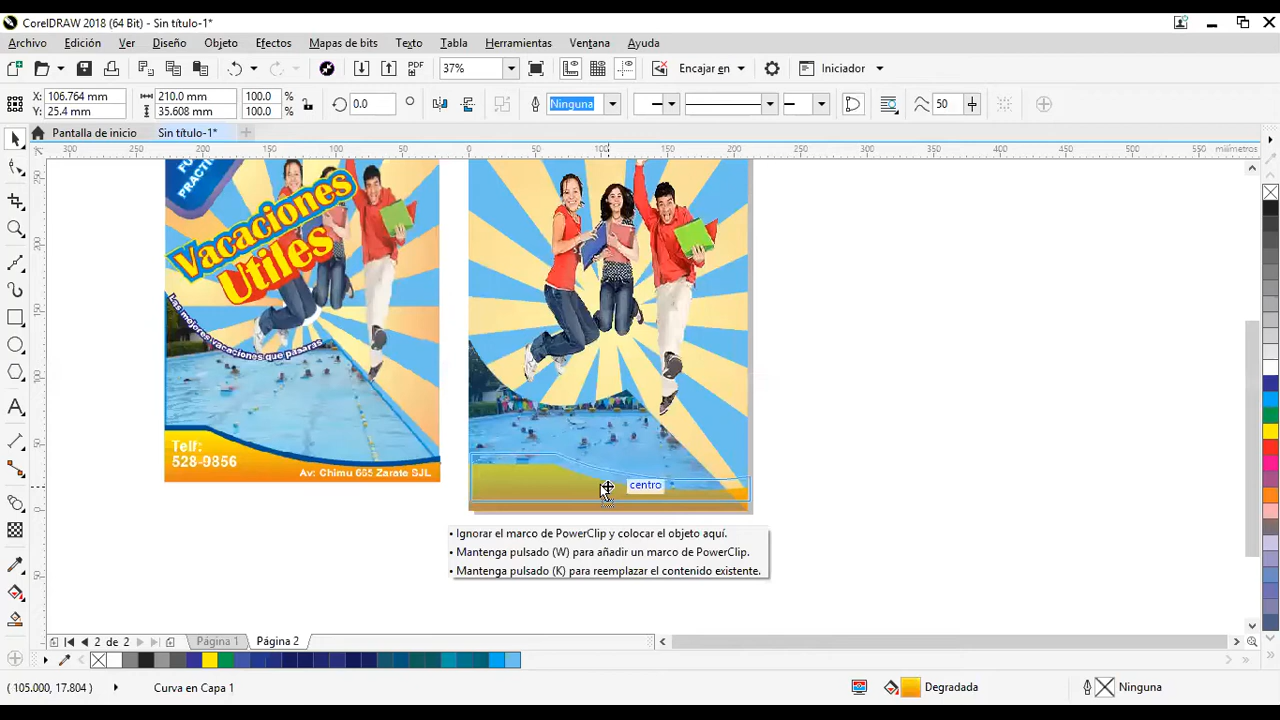 CorelDRAW 2018 (64 Bit) - Sin título-1*
Archivo Edición Ver Diseño Objeto Efectos Mapas de bits Texto Tabla Herramientas Ventana Ayuda
PDF 37% Encajar en Iniciador
X: 106.764 mm 210.0 mm 100.0 % 0.0 Ninguna 50
Y: 25.4 mm 35.608 mm 100.0 %
Pantalla de inicio Sin título-1*
300 250 200 150 100 50 0 50 100 150 200 250 300 350 400 450 500 550 milímetros
Vacaciones
Utiles
Las mejores vacaciones que pasaras
Telf:
528-9856
Av: Chimu 665 Zarate SJL
centro
• Ignorar el marco de PowerClip y colocar el objeto aquí.
• Mantenga pulsado (W) para añadir un marco de PowerClip.
• Mantenga pulsado (K) para reemplazar el contenido existente.
2 de 2 Página 1 Página 2
( 105.000, 17.804 ) Curva en Capa 1 Degradada Ninguna